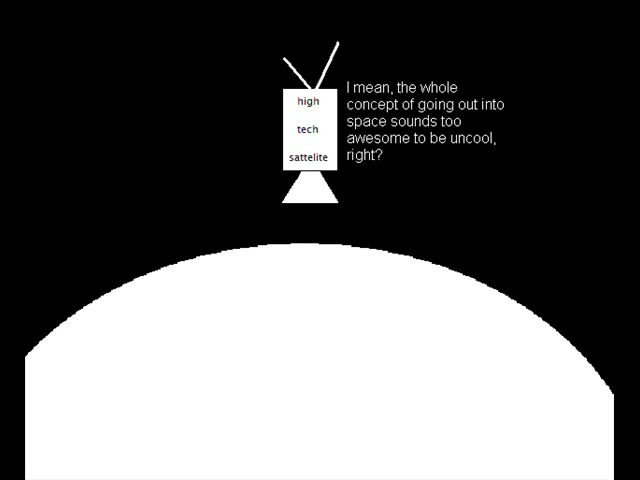 high
tech
sattelite
I mean, the whole
concept of going out into
space sounds too
awesome to be uncool,
right?